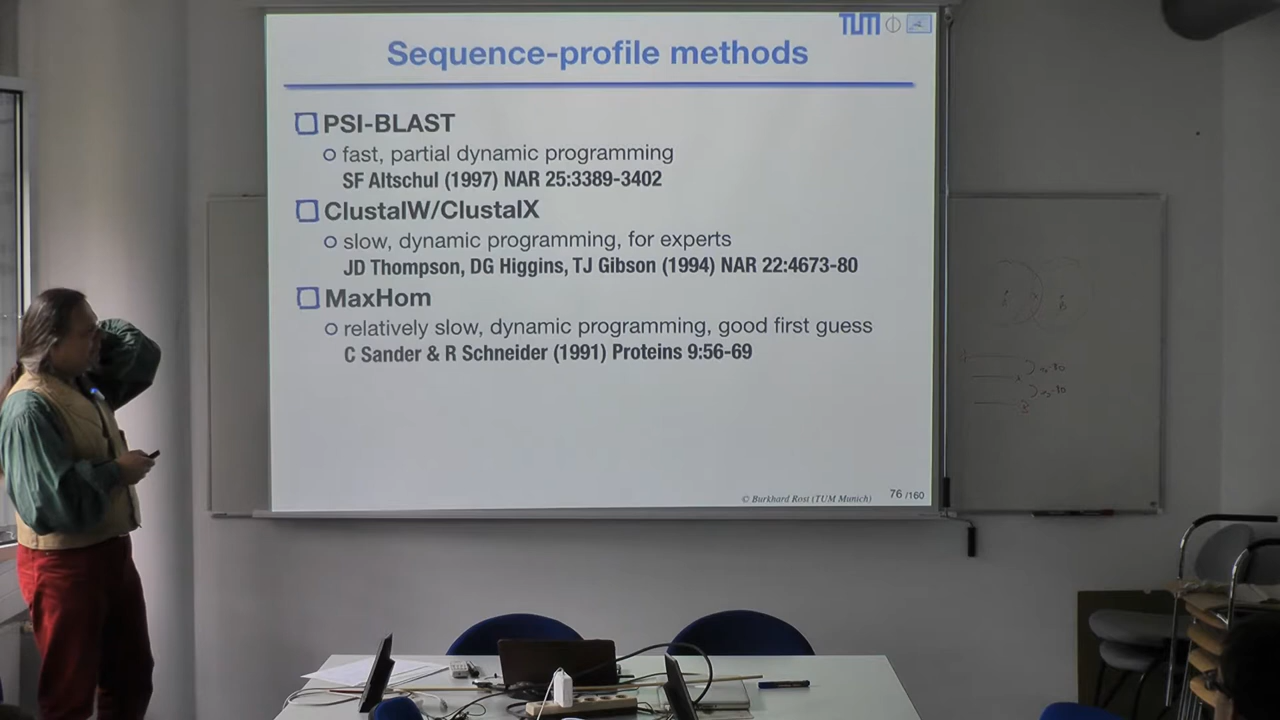 TUM
Sequence-profile methods
PSI-BLAST
fast, partial dynamic programming
SF Altschul (1997) NAR 25:3389-3402
ClustalW/ClustalX
slow, dynamic programming, for experts
JD Thompson, DG Higgins, TJ Gibson (1994) NAR 22:4673-80
MaxHom
relatively slow, dynamic programming, good first guess
C Sander & R Schneider (1991) Proteins 9:56-69
© Burkhard Rost (TUM Munich)
76 /160